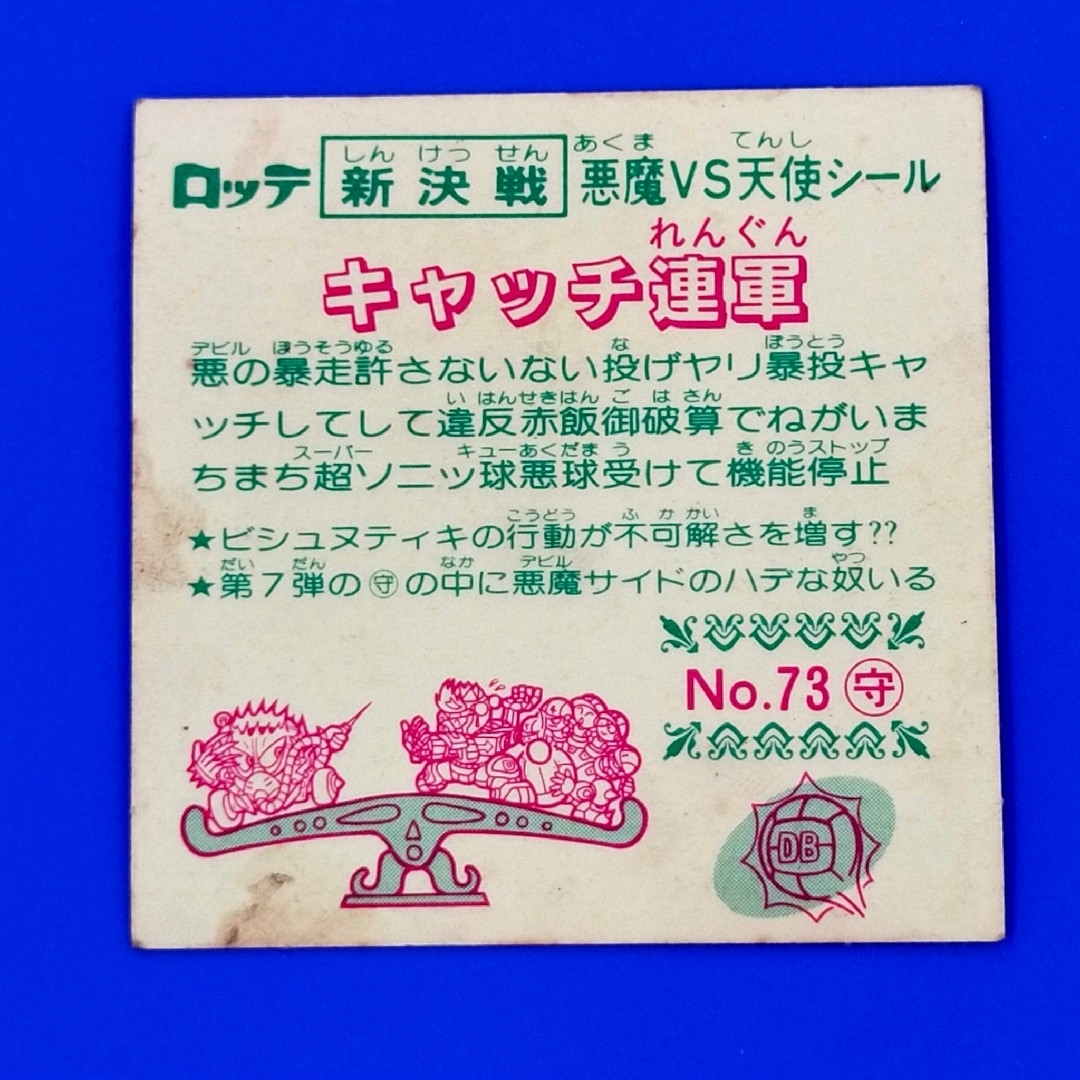 しん けっ せん あくま てんし
ロッテ 新決戦 悪魔VS天使シール
れんぐん
キャッチ連軍
デビル ほうそうゆる な ぼうとう
悪の暴走許さないない投げヤリ暴投キャ
い はんせきはん ご は さん
ッチしてして違反赤飯御破算でねがいま
スーパー キューあくだま う き のうストップ
ちまち超ソニッ球悪球受けて機能停止
こうどう ふ か かい ま
★ビシュヌティキの行動が不可解さを増す??
だい だん なか デビル やつ
★第7弾の㊢の中に悪魔サイドのハデな奴いる
No.73 守
DB